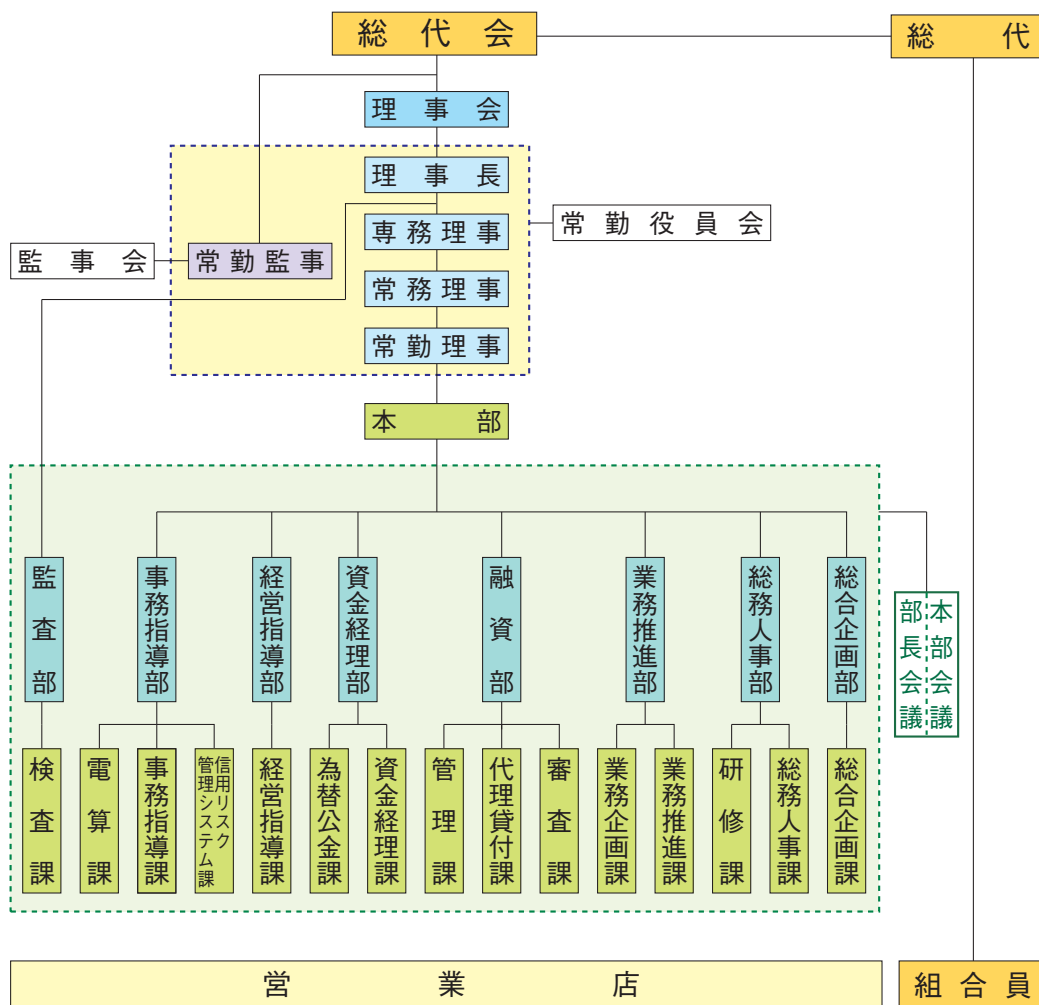 総代会
総代
理事会
理事長
専務理事
常勤役員会
監事会
常勤監事
常務理事
常勤理事
本部
監査部
事務指導部
経営指導部
資金経理部
融資部
業務推進部
総務人事部
総合企画部
本部会議
部長会議
検査課
電算課
事務指導課
信用リスク
管理システム課
経営指導課
為替公金課
資金経理課
管理課
代理貸付課
審査課
業務企画課
業務推進課
研修課
総務人事課
総合企画課
営業店
組合員